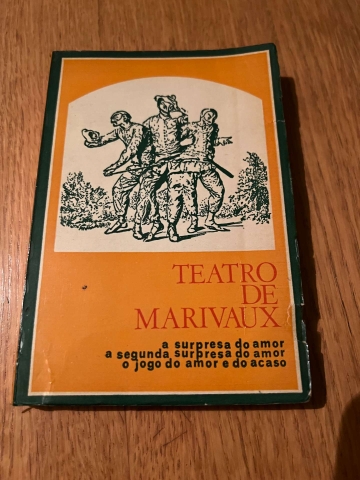 TEATRO
DE
MARIVAUX
a surpresa do amor
a segunda surpresa do amor
o jogo do amor e do acaso